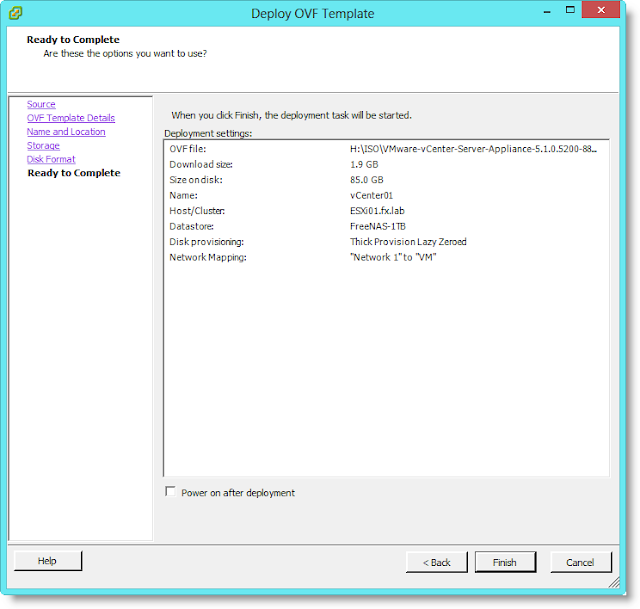 Deploy OVF Template
Ready to Complete
Are these the options you want to use?
Source
OVF Template Details
Name and Location
Storage
Disk Format
Ready to Complete
When you click Finish, the deployment task will be started.
Deployment settings:
OVF file: H:\ISO\VMware-vCenter-Server-Appliance-5.1.0.5200-88...
Download size: 1.9 GB
Size on disk: 85.0 GB
Name: vCenter01
Host/Cluster: ESXi01.fx.lab
Datastore: FreeNAS-1TB
Disk provisioning: Thick Provision Lazy Zeroed
Network Mapping: "Network 1" to "VM"
Power on after deployment
Help
< Back
Finish
Cancel